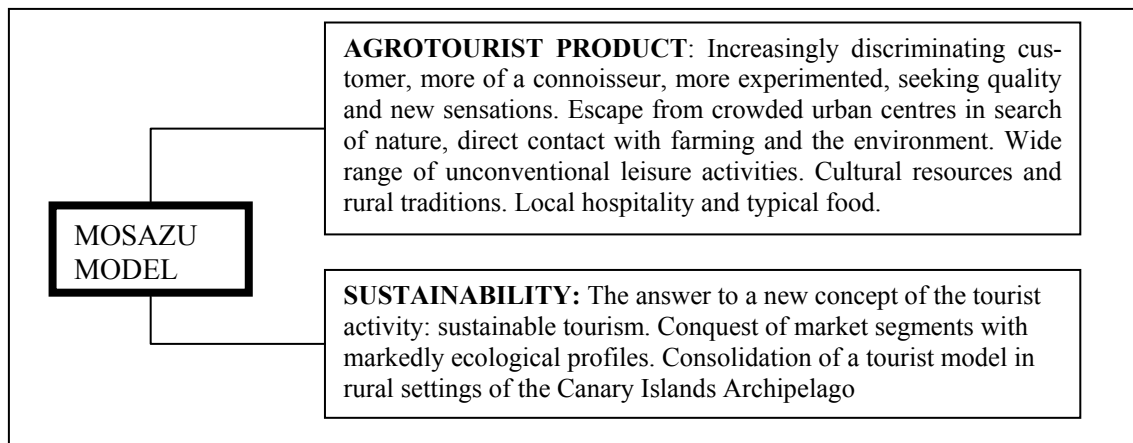 AGROTOURIST PRODUCT: Increasingly discriminating cus-
tomer, more of a connoisseur, more experimented, seeking quality
and new sensations. Escape from crowded urban centres in search
of nature, direct contact with farming and the environment. Wide
range of unconventional leisure activities. Cultural resources and
rural traditions. Local hospitality and typical food.
MOSAZU
MODEL
SUSTAINABILITY: The answer to a new concept of the tourist
activity: sustainable tourism. Conquest of market segments with
markedly ecological profiles. Consolidation of a tourist model in
rural settings of the Canary Islands Archipelago